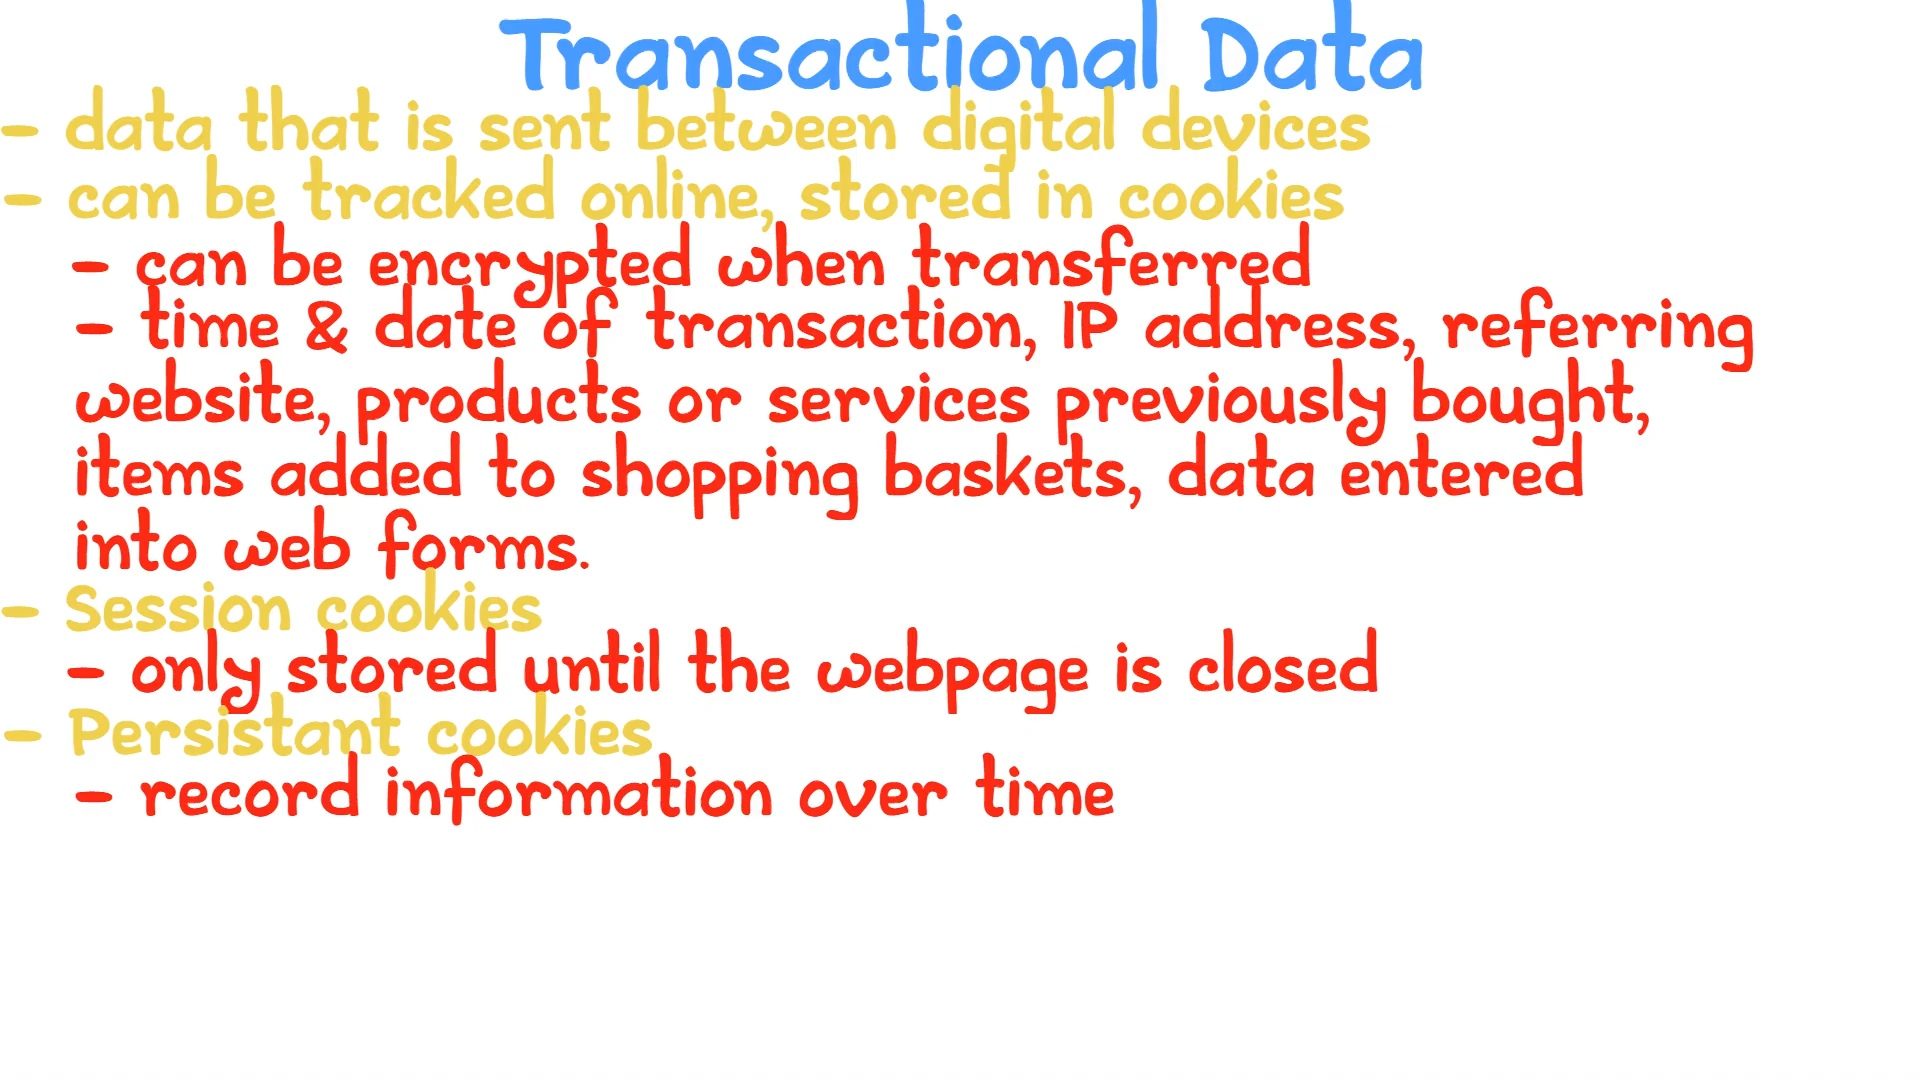 Transactional Data
- data that is sent between digital devices
- can be tracked online, stored in cookies
- can be encrypted when transferred
- time & date of transaction, IP address, referring
website, products or services previously bought,
items added to shopping baskets, data entered
into web forms.
- Session cookies
- only stored until the webpage is closed
- Persistant cookies
- record information over time